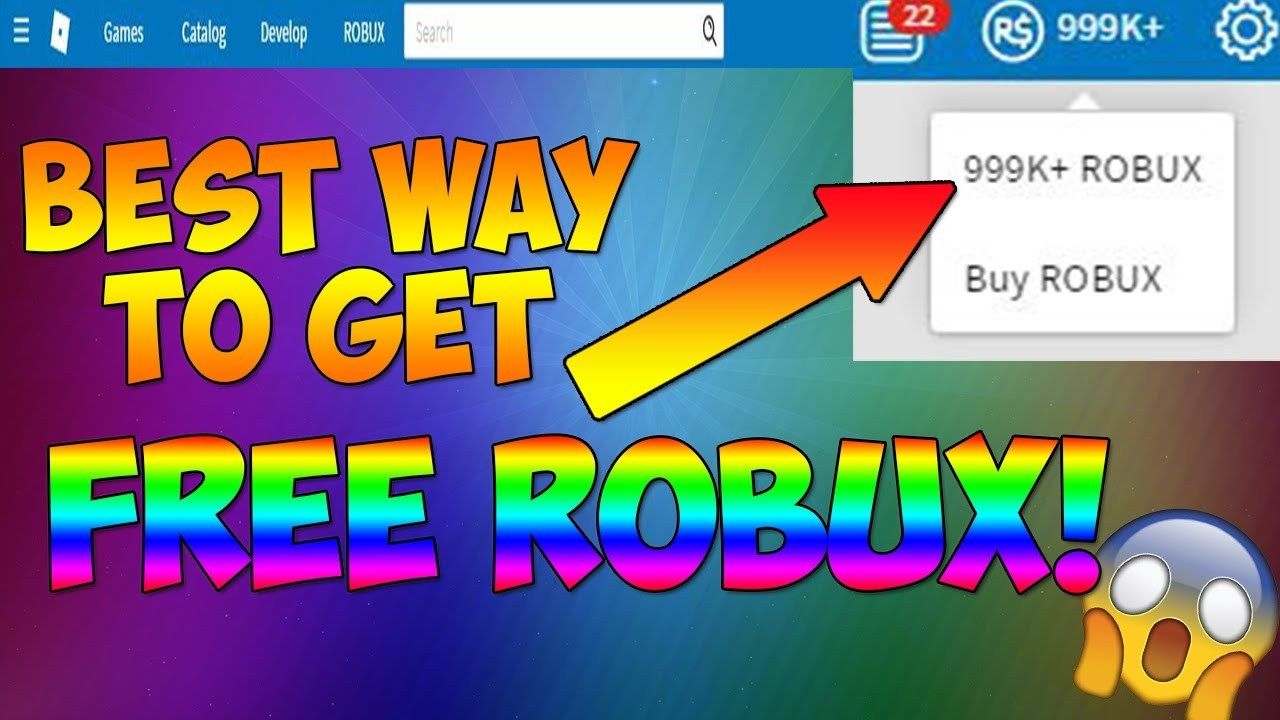 Games Catalog Develop ROBUX Search
22 R$ 999K+
999K+ ROBUX
Buy ROBUX
BEST WAY
TO GET
FREE ROBUX!